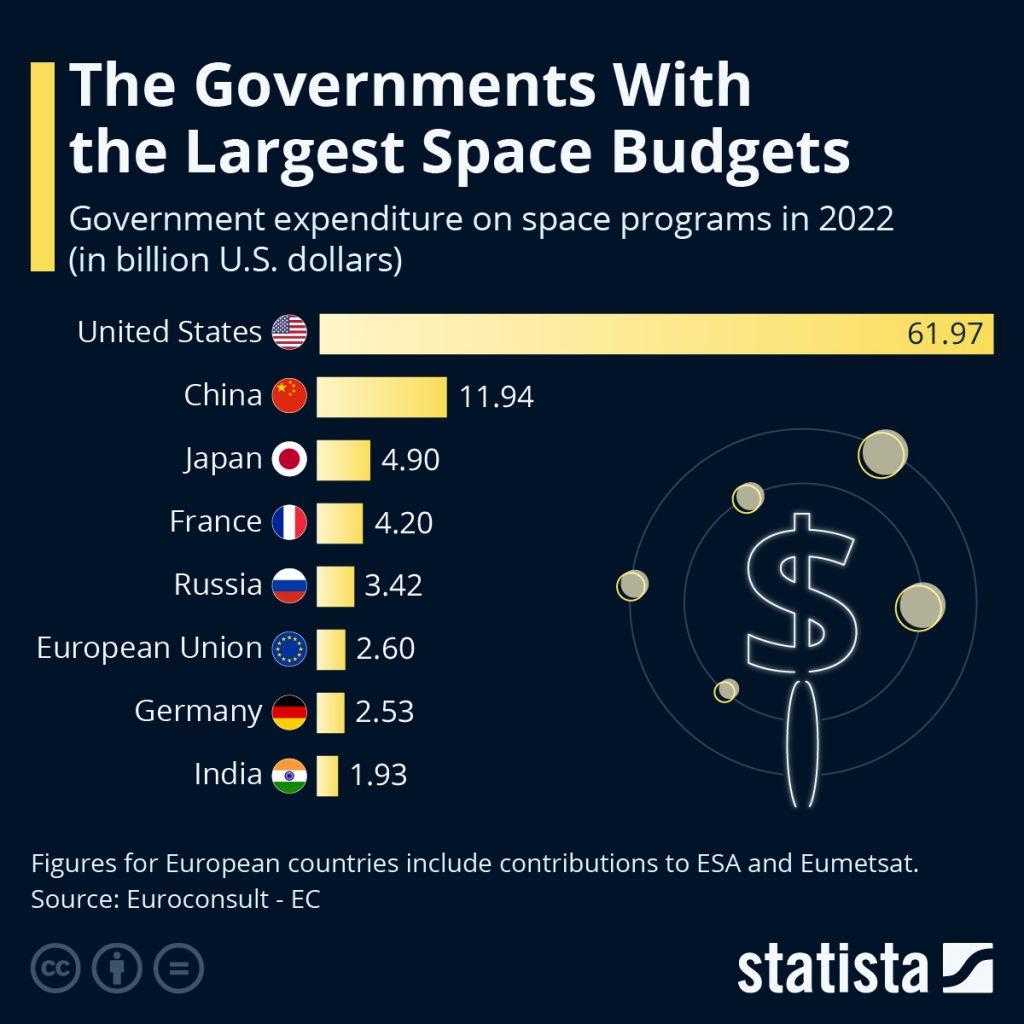 The Governments With
the Largest Space Budgets
Government expenditure on space programs in 2022
(in billion U.S. dollars)
United States 61.97
China 11.94
Japan 4.90
France 4.20
Russia 3.42
European Union 2.60
Germany 2.53
India 1.93
$
Figures for European countries include contributions to ESA and Eumetsat.
Source: Euroconsult - EC
cc =
statista